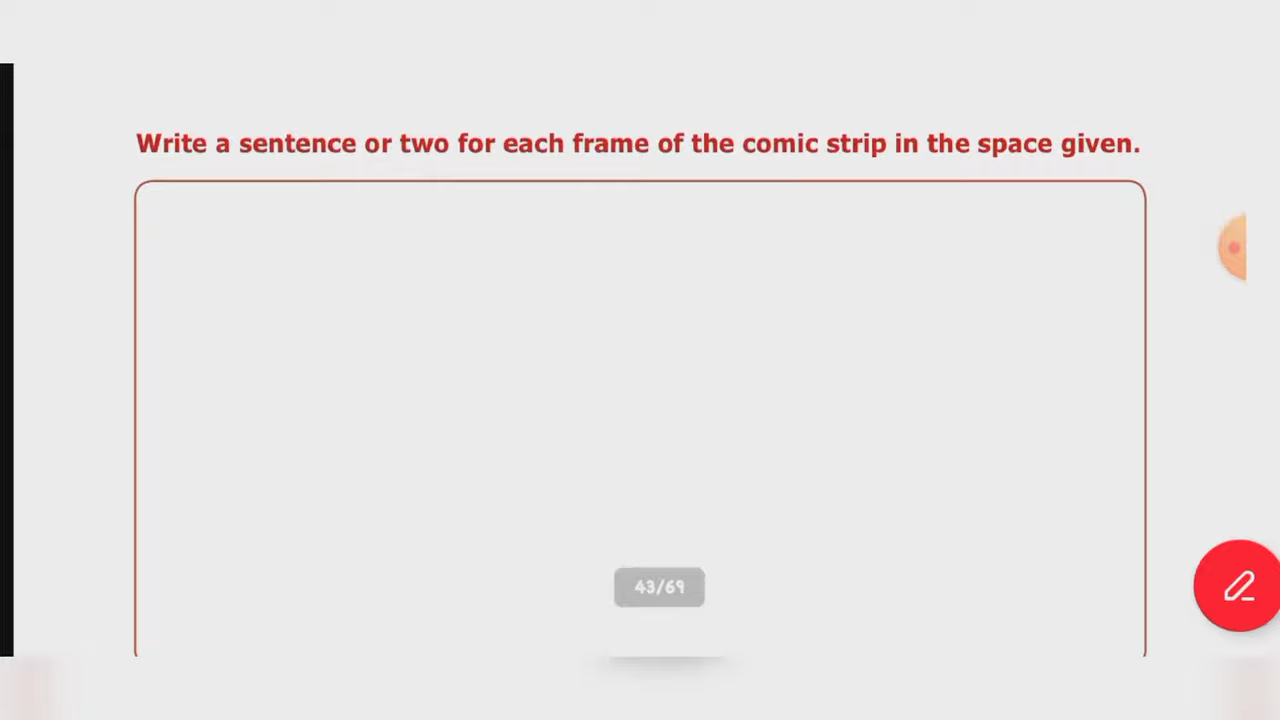 Write a sentence or two for each frame of the comic strip in the space given.
43/69